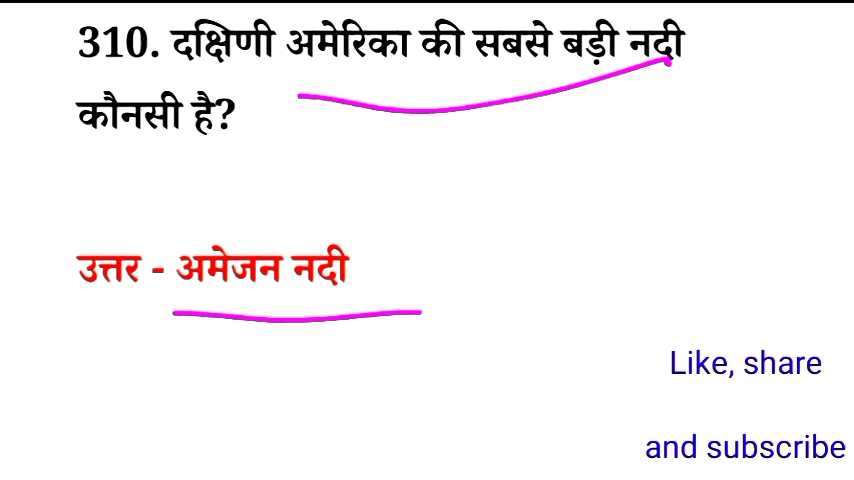 310. दक्षिणी अमेरिका की सबसे बड़ी नदी
कौनसी है?
उत्तर - अमेजन नदी
Like, share
and subscribe